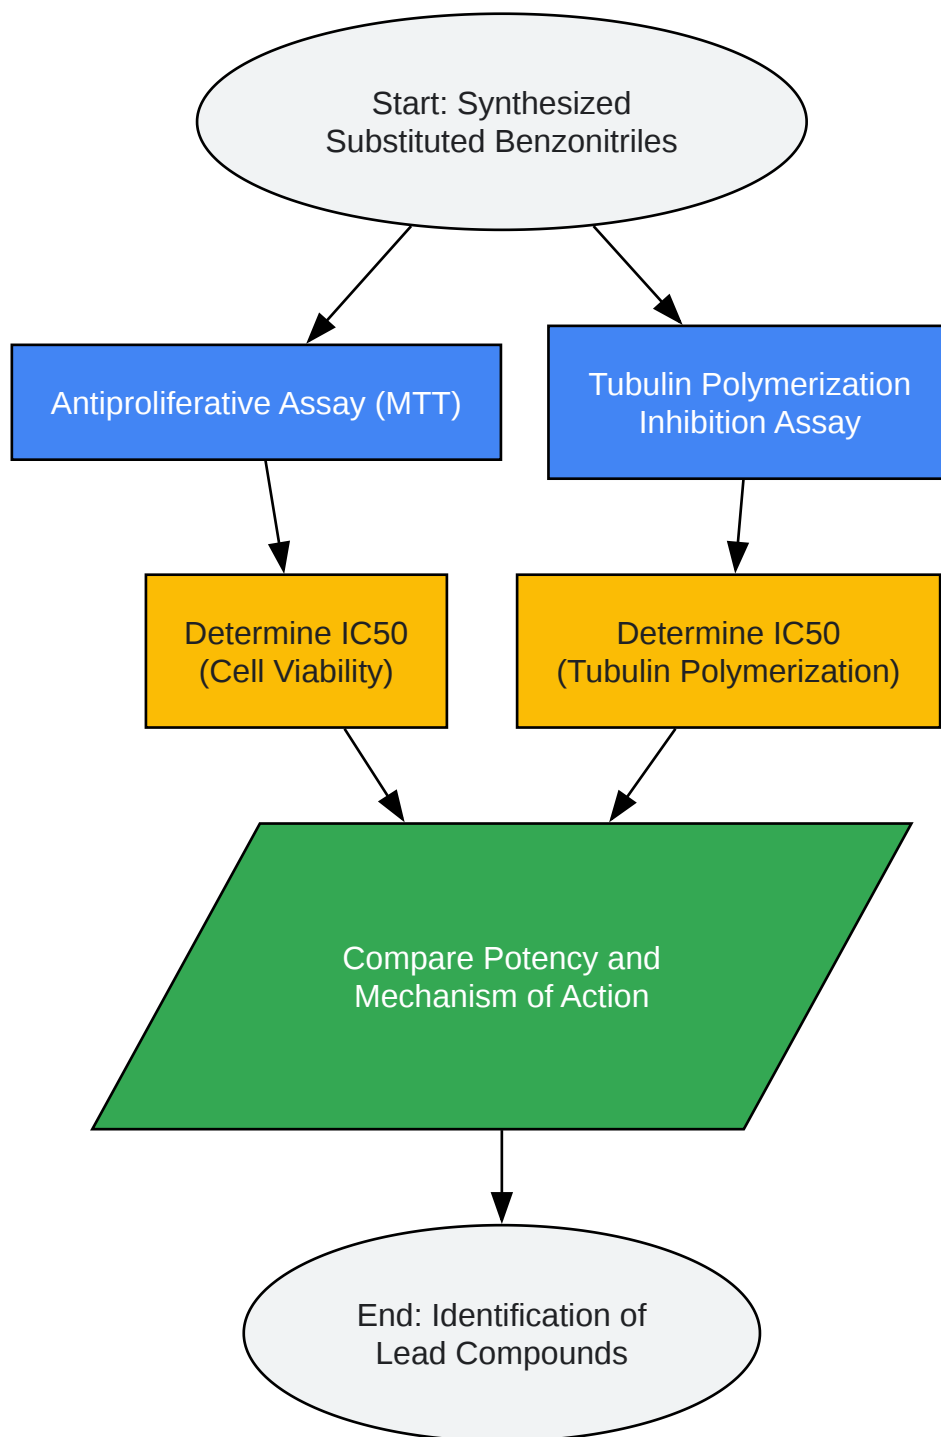 Start: Synthesized
Substituted Benzonitriles
Antiproliferative Assay (MTT)
Tubulin Polymerization
Inhibition Assay
Determine IC50
(Cell Viability)
Determine IC50
(Tubulin Polymerization)
Compare Potency and
Mechanism of Action
End: Identification of
Lead Compounds